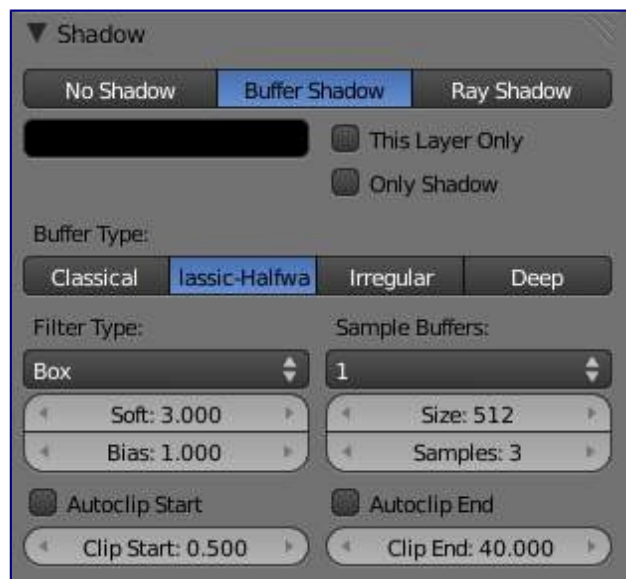 Shadow
No Shadow Buffer Shadow Ray Shadow
This Layer Only
Only Shadow
Buffer Type:
Classical lassic-Halfwa Irregular Deep
Filter Type: Sample Buffers:
Box 1
Soft: 3.000 Size: 512
Bias: 1.000 Samples: 3
Autoclip Start Autoclip End
Clip Start: 0.500 Clip End: 40.000